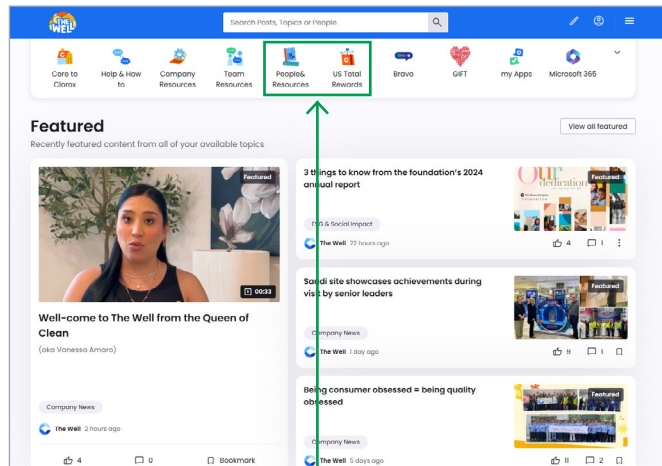 THE WELL
Search Posts, Topics or People
Core to
Clorox
Help & How
to
Company
Resources
Team
Resources
People&
Resources
US Total
Rewards
Bravo
GIFT
my Apps
Microsoft 365
Featured
View all featured
Recently featured content from all of your available topics
Featured
00:33
Well-come to The Well from the Queen of
Clean
(aka Vanessa Amaro)
Company News
The Well 2 hours ago
4
0
Bookmark
3 things to know from the foundation's 2024
annual report
Featured
Our
dedication
ESG & Social Impact
The Well 22 hours ago
4
1
Saudi site showcases achievements during
visit by senior leaders
Featured
Company News
The Well 1 day ago
9
1
Being consumer obsessed = being quality
obsessed
Featured
Company News
The Well 5 days ago
11
2